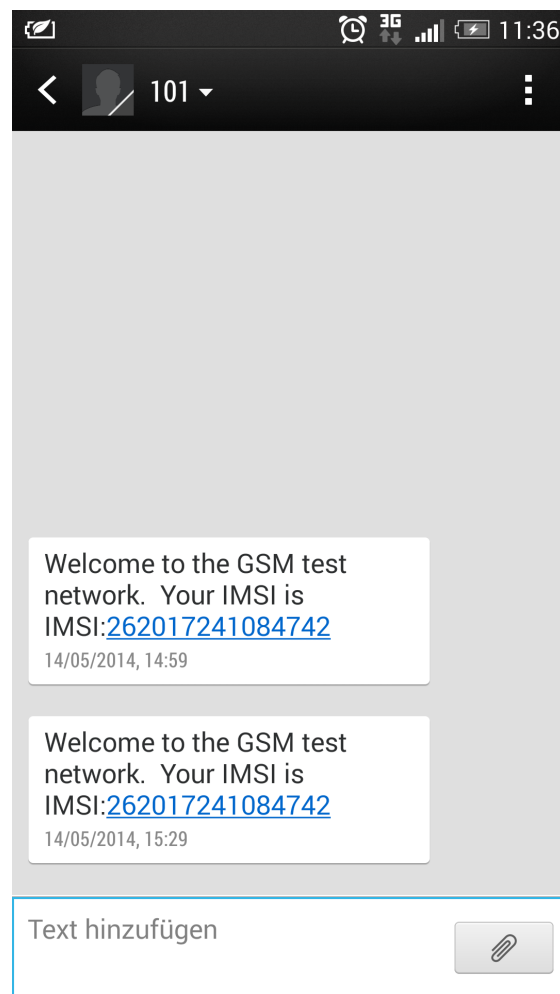 3G 11:36
101
Welcome to the GSM test
network.  Your IMSI is
IMSI:262017241084742
14/05/2014, 14:59
Welcome to the GSM test
network.  Your IMSI is
IMSI:262017241084742
14/05/2014, 15:29
Text hinzufügen